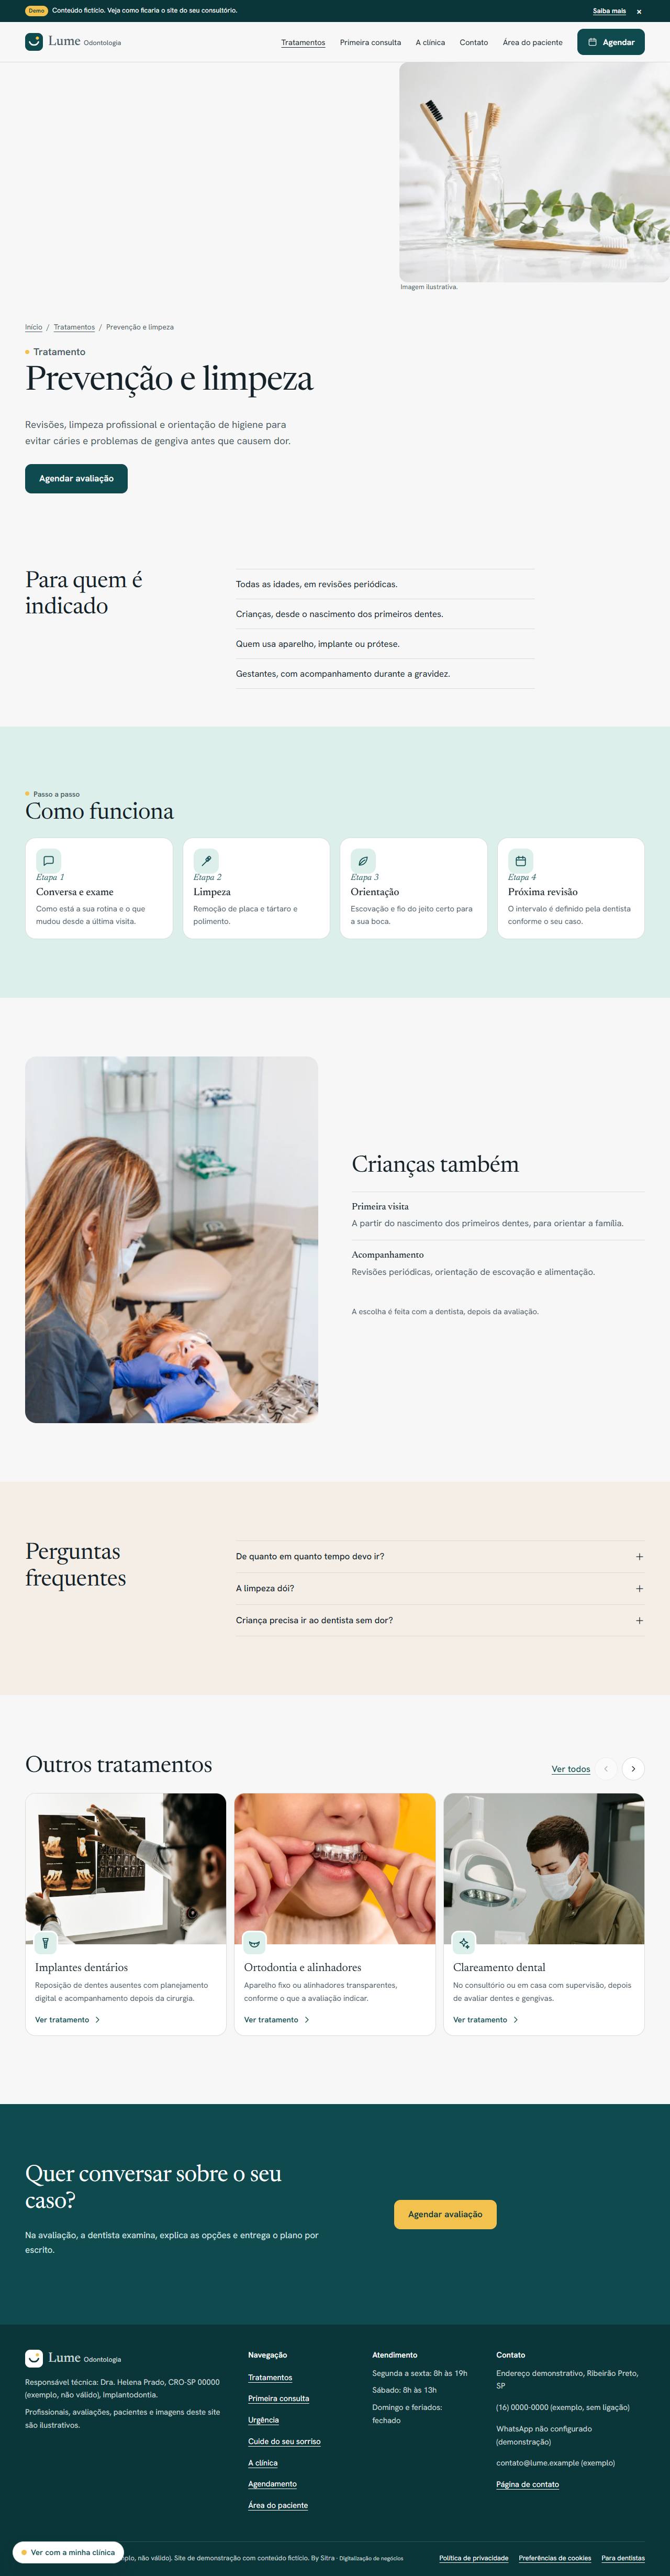 Demo Conteúdo fictício. Veja como ficaria o site do seu consultório. Saiba mais ×
Lume Odontologia Tratamentos Primeira consulta A clínica Contato Área do paciente Agendar
Imagem ilustrativa.
Início / Tratamentos / Prevenção e limpeza
Tratamento
Prevenção e limpeza
Revisões, limpeza profissional e orientação de higiene para
evitar cáries e problemas de gengiva antes que causem dor.
Agendar avaliação
Para quem é
indicado
Todas as idades, em revisões periódicas.
Crianças, desde o nascimento dos primeiros dentes.
Quem usa aparelho, implante ou prótese.
Gestantes, com acompanhamento durante a gravidez.
Passo a passo
Como funciona
Etapa 1
Conversa e exame
Como está a sua rotina e o que
mudou desde a última visita.
Etapa 2
Limpeza
Remoção de placa e tártaro e
polimento.
Etapa 3
Orientação
Escovação e fio do jeito certo para
a sua boca.
Etapa 4
Próxima revisão
O intervalo é definido pela dentista
conforme o seu caso.
Crianças também
Primeira visita
A partir do nascimento dos primeiros dentes, para orientar a família.
Acompanhamento
Revisões periódicas, orientação de escovação e alimentação.
A escolha é feita com a dentista, depois da avaliação.
Perguntas
frequentes
De quanto em quanto tempo devo ir?
A limpeza dói?
Criança precisa ir ao dentista sem dor?
Outros tratamentos
Ver todos
Implantes dentários
Reposição de dentes ausentes com planejamento
digital e acompanhamento depois da cirurgia.
Ver tratamento
Ortodontia e alinhadores
Aparelho fixo ou alinhadores transparentes,
conforme o que a avaliação indicar.
Ver tratamento
Clareamento dental
No consultório ou em casa com supervisão, depois
de avaliar dentes e gengivas.
Ver tratamento
Quer conversar sobre o seu
caso?
Na avaliação, a dentista examina, explica as opções e entrega o plano por
escrito.
Agendar avaliação
Lume Odontologia
Responsável técnica: Dra. Helena Prado, CRO-SP 00000
(exemplo, não válido), Implantodontia.
Profissionais, avaliações, pacientes e imagens deste site
são ilustrativos.
Navegação
Tratamentos
Primeira consulta
Urgência
Cuide do seu sorriso
A clínica
Agendamento
Área do paciente
Atendimento
Segunda a sexta: 8h às 19h
Sábado: 8h às 13h
Domingo e feriados:
fechado
Contato
Endereço demonstrativo, Ribeirão Preto,
SP
(16) 0000-0000 (exemplo, sem ligação)
WhatsApp não configurado
(demonstração)
contato@lume.example (exemplo)
Página de contato
Ver com a minha clínica
não válido). Site de demonstração com conteúdo fictício. By Sitra · Digitalização de negócios
Política de privacidade Preferências de cookies Para dentistas